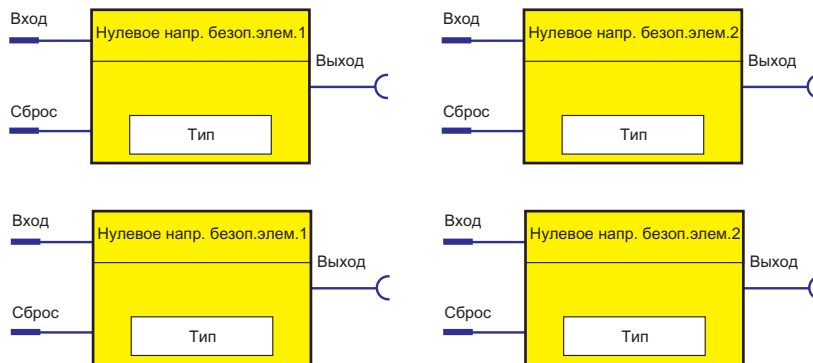 Вход
Нулевое напр. безоп.элем.1
Выход
Сброс
Тип
Вход
Нулевое напр. безоп.элем.2
Выход
Сброс
Тип
Вход
Нулевое напр. безоп.элем.1
Выход
Сброс
Тип
Вход
Нулевое напр. безоп.элем.2
Выход
Сброс
Тип